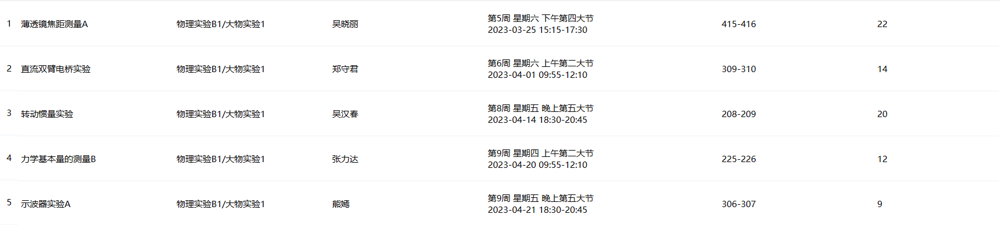 1 薄透镜焦距测量A 物理实验B1/大物实验1 吴晓丽 第5周 星期六 下午第四大节 415-416 22
2023-03-25 15:15-17:30
2 直流双臂电桥实验 物理实验B1/大物实验1 郑守君 第6周 星期六 上午第二大节 309-310 14
2023-04-01 09:55-12:10
3 转动惯量实验 物理实验B1/大物实验1 吴汉春 第8周 星期五 晚上第五大节 208-209 20
2023-04-14 18:30-20:45
4 力学基本量的测量B 物理实验B1/大物实验1 张力达 第9周 星期四 上午第二大节 225-226 12
2023-04-20 09:55-12:10
5 示波器实验A 物理实验B1/大物实验1 熊嫣 第9周 星期五 晚上第五大节 306-307 9
2023-04-21 18:30-20:45